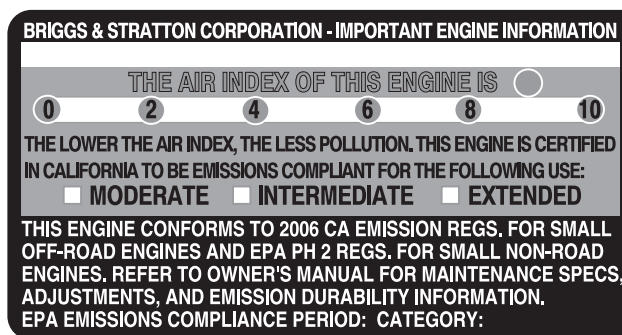 BRIGGS & STRATTON CORPORATION - IMPORTANT ENGINE INFORMATION
THE AIR INDEX OF THIS ENGINE IS
0 2 4 6 8 10
THE LOWER THE AIR INDEX, THE LESS POLLUTION. THIS ENGINE IS CERTIFIED
IN CALIFORNIA TO BE EMISSIONS COMPLIANT FOR THE FOLLOWING USE:
MODERATE INTERMEDIATE EXTENDED
THIS ENGINE CONFORMS TO 2006 CA EMISSION REGS. FOR SMALL
OFF-ROAD ENGINES AND EPA PH 2 REGS. FOR SMALL NON-ROAD
ENGINES. REFER TO OWNER'S MANUAL FOR MAINTENANCE SPECS,
ADJUSTMENTS, AND EMISSION DURABILITY INFORMATION.
EPA EMISSIONS COMPLIANCE PERIOD: CATEGORY: